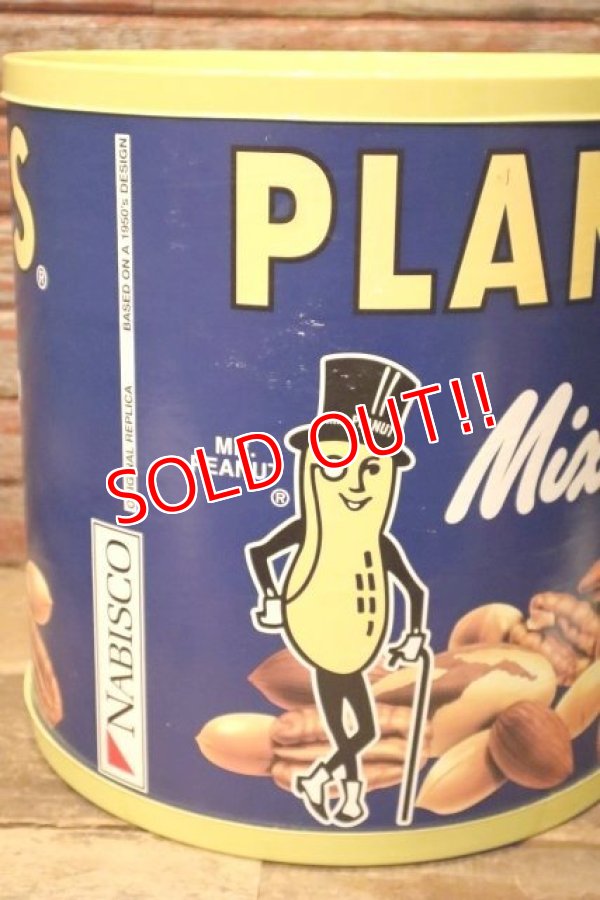 S
®
BASED ON A 1950's DESIGN
ORIGINAL REPLICA
NABISCO
PLAN
Mix
MR.
PEANUT
®
SOLD OUT!!